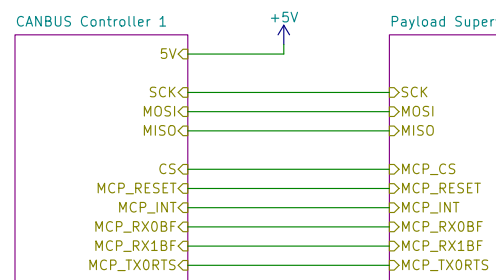 CANBUS Controller 1
+5V
Payload Super
5V
SCK
SCK
MOSI
MOSI
MISO
MISO
CS
MCP_CS
MCP_RESET
MCP_RESET
MCP_INT
MCP_INT
MCP_RX0BF
MCP_RX0BF
MCP_RX1BF
MCP_RX1BF
MCP_TX0RTS
MCP_TX0RTS